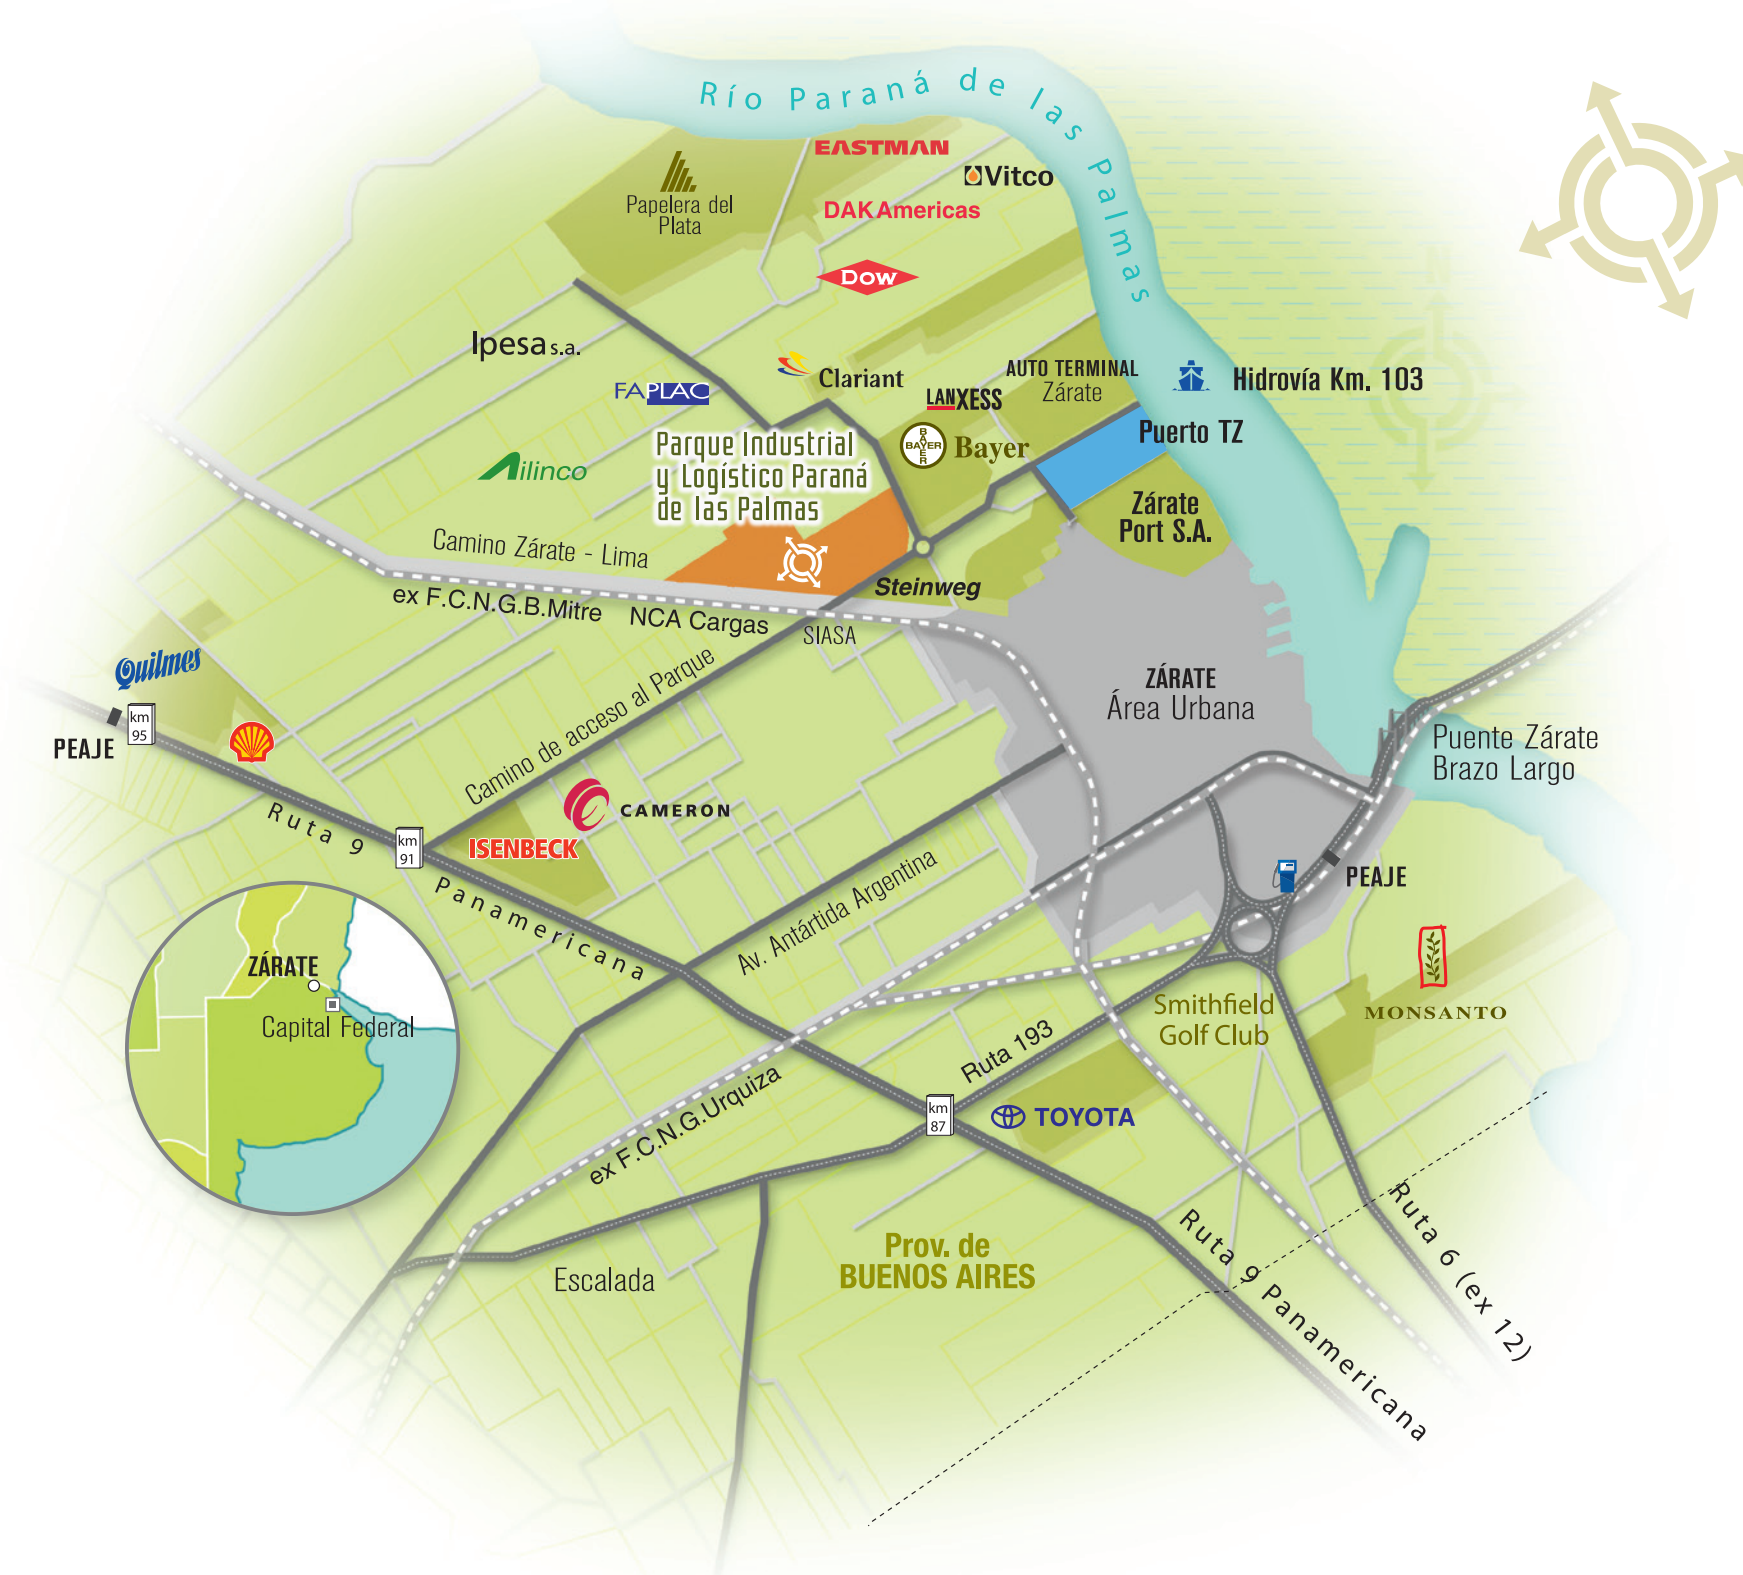 Río Paraná de las Palmas
EASTMAN
Vitco
Papelera del
Plata
DAK Americas
Dow
Ipesa s.a.
FAPLAC
Clariant
LANXESS
AUTO TERMINAL
Zárate
Hidrovía Km. 103
Puerto TZ
BAYER
BAYER
Bayer
Parque Industrial
y Logístico Paraná
de las Palmas
Ailinco
Zárate
Port S.A.
Camino Zárate - Lima
Steinweg
ex F.C.N.G.B.Mitre
NCA Cargas
SIASA
Quilmes
km
95
PEAJE
ZÁRATE
Área Urbana
Puente Zárate
Brazo Largo
Camino de acceso al Parque
CAMERON
ISENBECK
Ruta 9
km
91
Panamericana
Av. Antártida Argentina
PEAJE
MONSANTO
Smithfield
Golf Club
ZÁRATE
Capital Federal
Ruta 193
ex F.C.N.G.Urquiza
km
87
TOYOTA
Prov. de
BUENOS AIRES
Escalada
Ruta 9 Panamericana
Ruta 6 (ex 12)
N